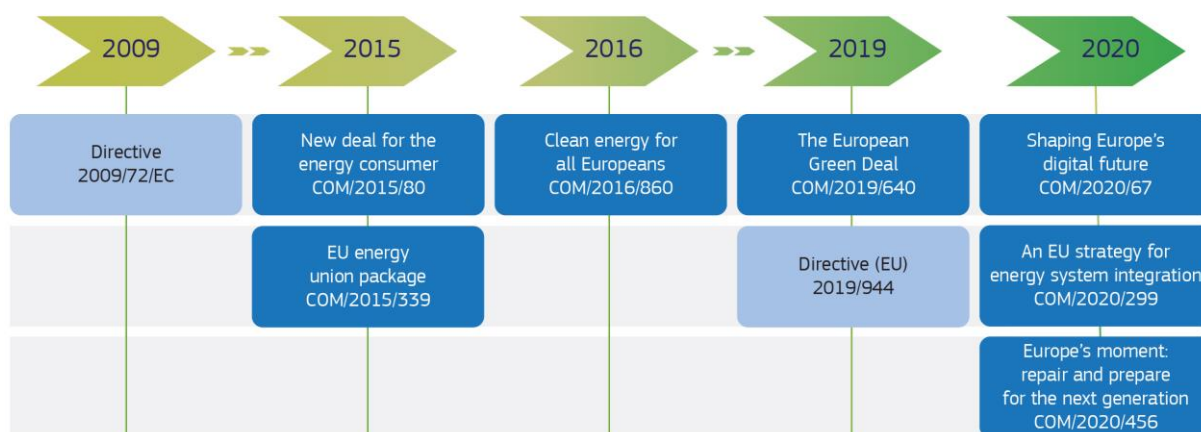 2009
2015
2016
2019
2020
Directive
2009/72/EC
New deal for the
energy consumer
COM/2015/80
Clean energy for
all Europeans
COM/2016/860
The European
Green Deal
COM/2019/640
Shaping Europe's
digital future
COM/2020/67
EU energy
union package
COM/2015/339
Directive (EU)
2019/944
An EU strategy for
energy system integration
COM/2020/299
Europe's moment:
repair and prepare
for the next generation
COM/2020/456